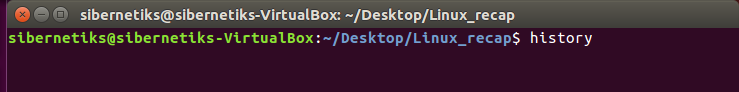 sibernetiks@sibernetiks-VirtualBox: ~/Desktop/Linux_recap
sibernetiks@sibernetiks-VirtualBox:~/Desktop/Linux_recap$ history